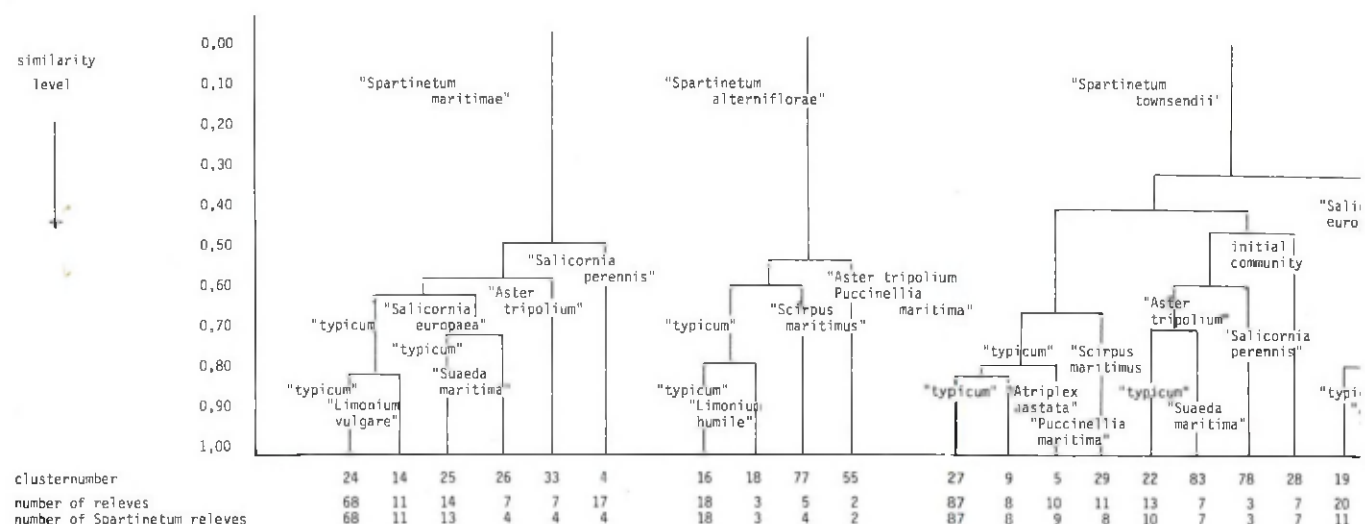 similarity
level
0,00
0,10
0,20
0,30
0,40
0,50
0,60
0,70
0,80
0,90
1,00
"Spartinetum
maritimae"
"Salicornia
perennis"
"Aster
tripolium"
"Salicornia
europaea"
"typicum
"typicum"
"Suaeda
maritima"
"typicum"
"Limonium
vulgare"
"Spartinetum
alterniflorae"
"Aster tripolium
Puccinellia
maritima"
"Scirpus
maritimus"
"typicum"
"typicum"
"Limonium
humile"
"Spartinetum
townsendii'
"Sali
euro
initial
community
"Aster
tripolium"
'Salicornia
perennis"
"typicum"
"Scirpus
maritimus
"typicum"
"Atriplex
hastata"
"Puccinellia
maritima"
"typicum"
"Suaeda
maritima"
"typi
clusternumber 24 14 25 26 33 4 16 18 77 55 27 9 5 29 22 83 78 28 19
number of releves 68 11 14 7 7 17 18 3 5 2 87 8 10 11 13 7 3 7 20
number of Spartinetum releves 68 11 13 4 4 4 18 3 4 2 87 8 9 8 10 7 3 7 11